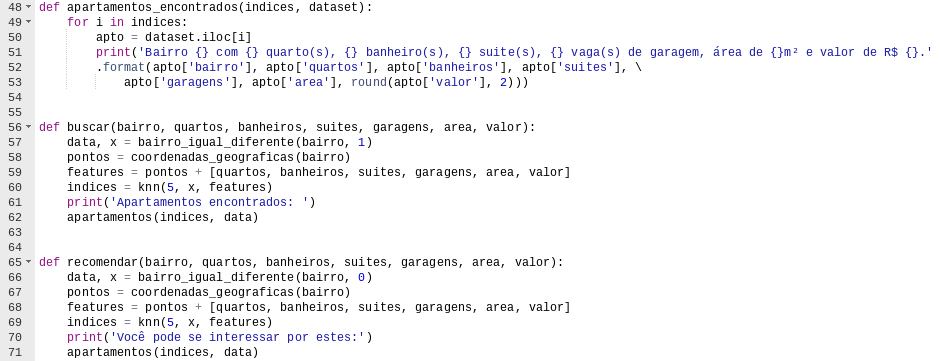 48 def apartamentos_encontrados(indices, dataset):
49     for i in indices:
50         apto = dataset.iloc[i]
51         print('Bairro {} com {} quarto(s), {} banheiro(s), {} suite(s), {} vaga(s) de garagem, área de {}m² e valor de R$ {}.'
52         .format(apto['bairro'], apto['quartos'], apto['banheiros'], apto['suites'], \
53             apto['garagens'], apto['area'], round(apto['valor'], 2)))
54
55
56 def buscar(bairro, quartos, banheiros, suites, garagens, area, valor):
57     data, x = bairro_igual_diferente(bairro, 1)
58     pontos = coordenadas_geograficas(bairro)
59     features = pontos + [quartos, banheiros, suites, garagens, area, valor]
60     indices = knn(5, x, features)
61     print('Apartamentos encontrados: ')
62     apartamentos(indices, data)
63
64
65 def recomendar(bairro, quartos, banheiros, suites, garagens, area, valor):
66     data, x = bairro_igual_diferente(bairro, 0)
67     pontos = coordenadas_geograficas(bairro)
68     features = pontos + [quartos, banheiros, suites, garagens, area, valor]
69     indices = knn(5, x, features)
70     print('Você pode se interessar por estes:')
71     apartamentos(indices, data)